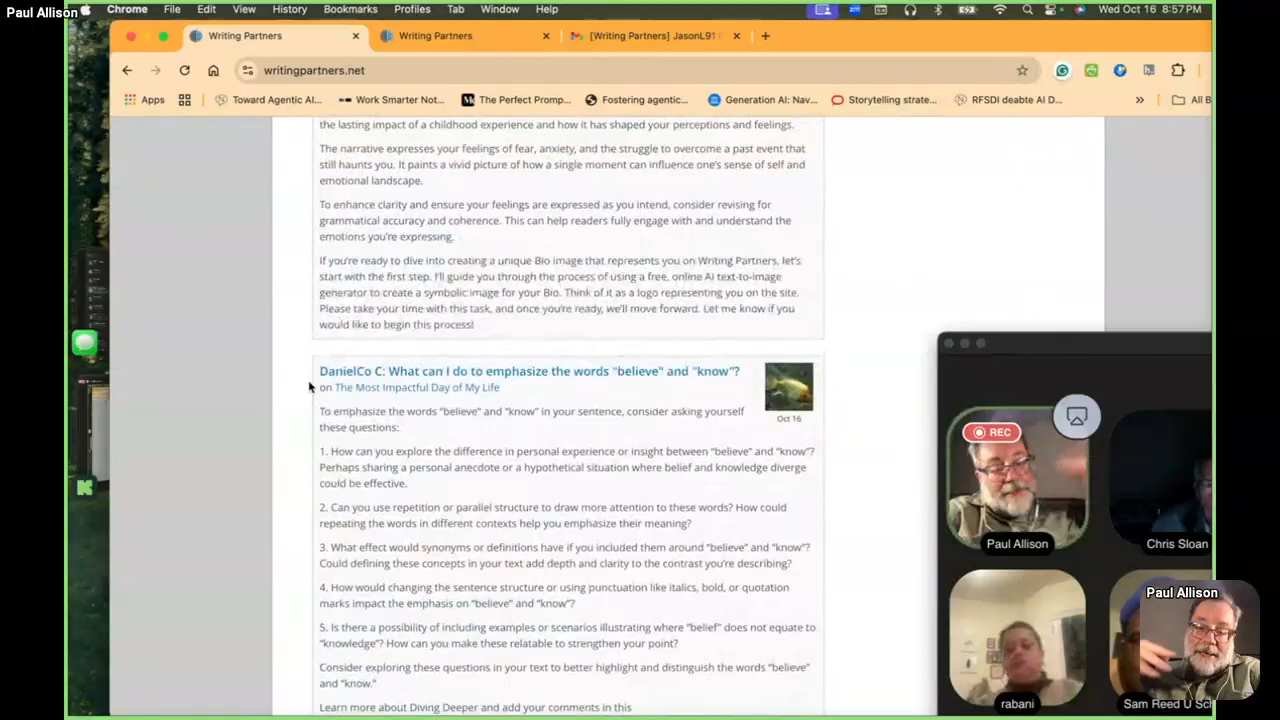 Paul Allison
Chrome File Edit View History Bookmarks Profiles Tab Window Help
Wed Oct 16 8:57 PM
Writing Partners
Writing Partners
[Writing Partners] JasonL91
writingpartners.net
Apps
Toward Agentic AI...
Work Smarter Not...
The Perfect Promp...
Fostering agentic...
Generation AI: Nav...
Storytelling strate...
RFSDI deabte AI D...
All B
the lasting impact of a childhood experience and how it has shaped your perceptions and feelings.
The narrative expresses your feelings of fear, anxiety, and the struggle to overcome a past event that
still haunts you. It paints a vivid picture of how a single moment can influence one's sense of self and
emotional landscape.
To enhance clarity and ensure your feelings are expressed as you intend, consider revising for
grammatical accuracy and coherence. This can help readers fully engage with and understand the
emotions you're expressing.
If you're ready to dive into creating a unique Bio image that represents you on Writing Partners, let's
start with the first step. I'll guide you through the process of using a free, online AI text-to-image
generator to create a symbolic image for your Bio. Think of it as a logo representing you on the site.
Please take your time with this task, and once you're ready, we'll move forward. Let me know if you
would like to begin this process!
DanielCo C: What can I do to emphasize the words "believe" and "know"?
on The Most Impactful Day of My Life
Oct 16
To emphasize the words "believe" and "know" in your sentence, consider asking yourself
these questions:
1. How can you explore the difference in personal experience or insight between "believe" and "know"?
Perhaps sharing a personal anecdote or a hypothetical situation where belief and knowledge diverge
could be effective.
2. Can you use repetition or parallel structure to draw more attention to these words? How could
repeating the words in different contexts help you emphasize their meaning?
3. What effect would synonyms or definitions have if you included them around "believe" and "know"?
Could defining these concepts in your text add depth and clarity to the contrast you're describing?
4. How would changing the sentence structure or using punctuation like italics, bold, or quotation
marks impact the emphasis on "believe" and "know"?
5. Is there a possibility of including examples or scenarios illustrating where "belief" does not equate to
"knowledge"? How can you make these relatable to strengthen your point?
Consider exploring these questions in your text to better highlight and distinguish the words "believe"
and "know."
Learn more about Diving Deeper and add your comments in this
REC
Paul Allison
Chris Sloan
rabani
Sam Reed U Sc
Paul Allison